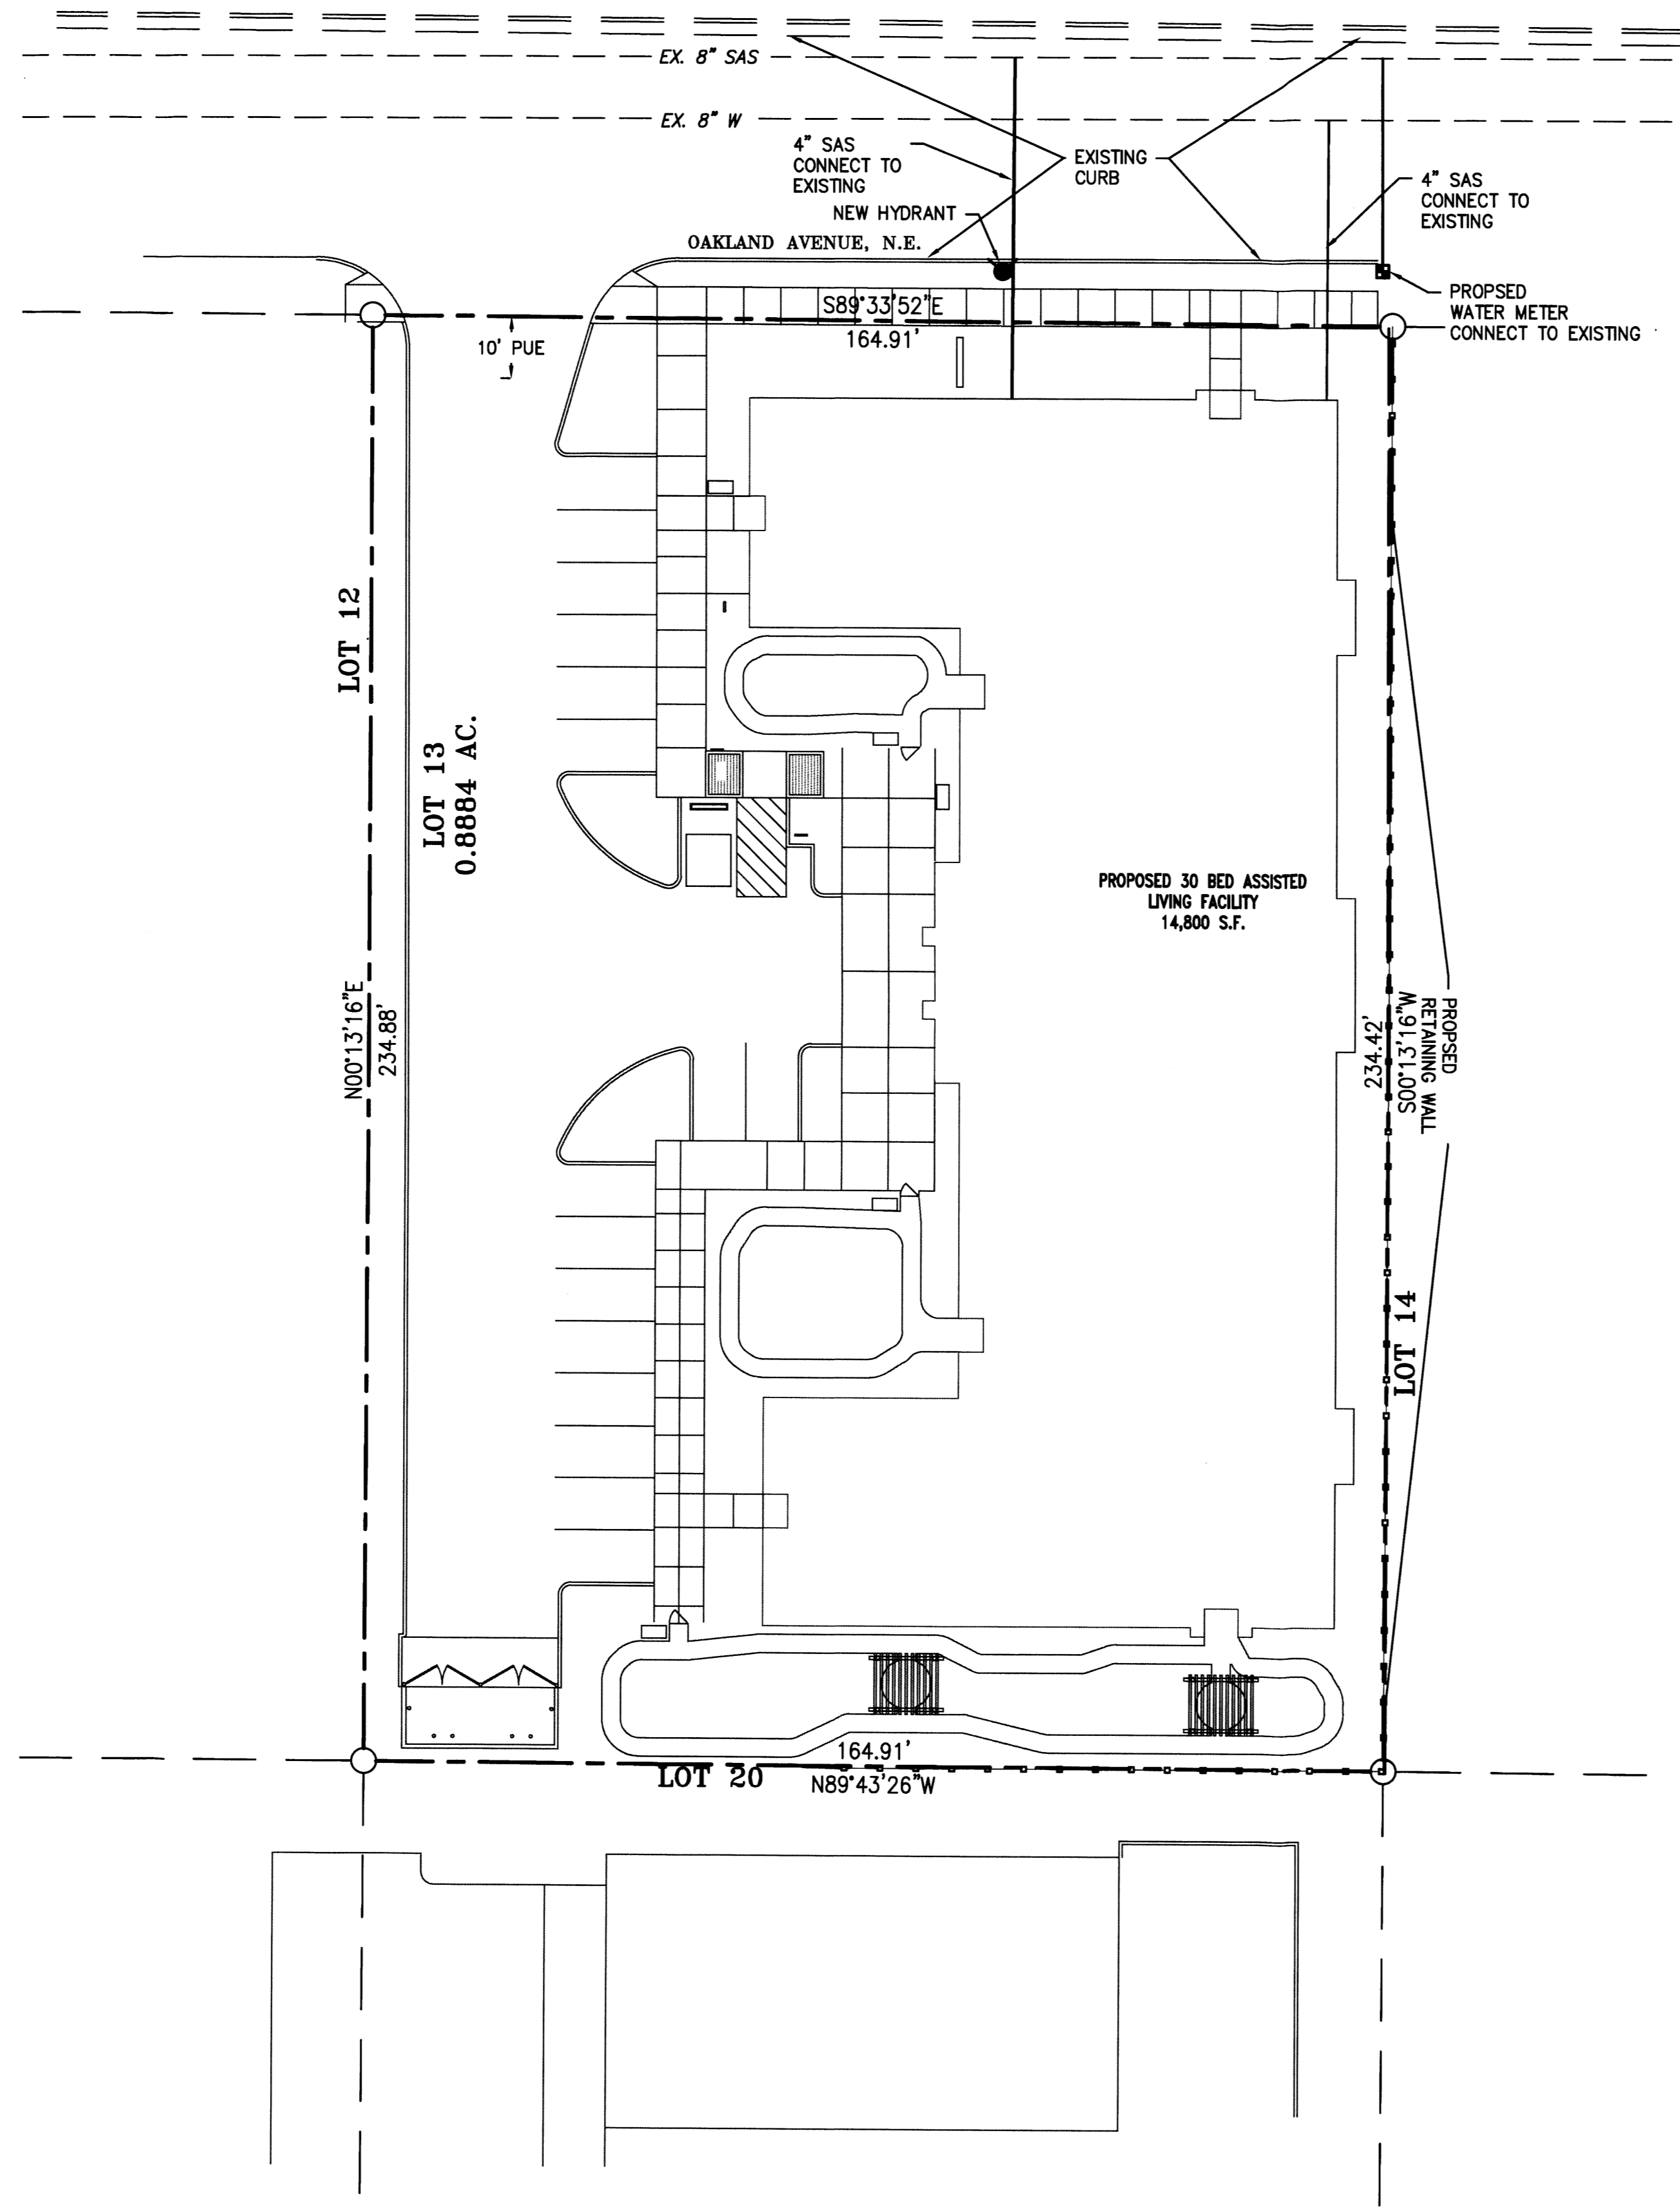 EX. 8" SAS
EX. 8" W
4" SAS
CONNECT TO
EXISTING
EXISTING
CURB
4" SAS
CONNECT TO
EXISTING
NEW HYDRANT
OAKLAND AVENUE, N.E.
PROPSED
WATER METER
CONNECT TO EXISTING
S89°33'52"E
164.91'
10' PUE
LOT 12
LOT 13
0.8884 AC.
PROPOSED 30 BED ASSISTED
LIVING FACILITY
14,800 S.F.
N00°13'16"E
234.88'
234.42'
S00°13'16"W
PROPSED
RETAINING WALL
LOT 14
164.91'
LOT 20
N89°43'26"W